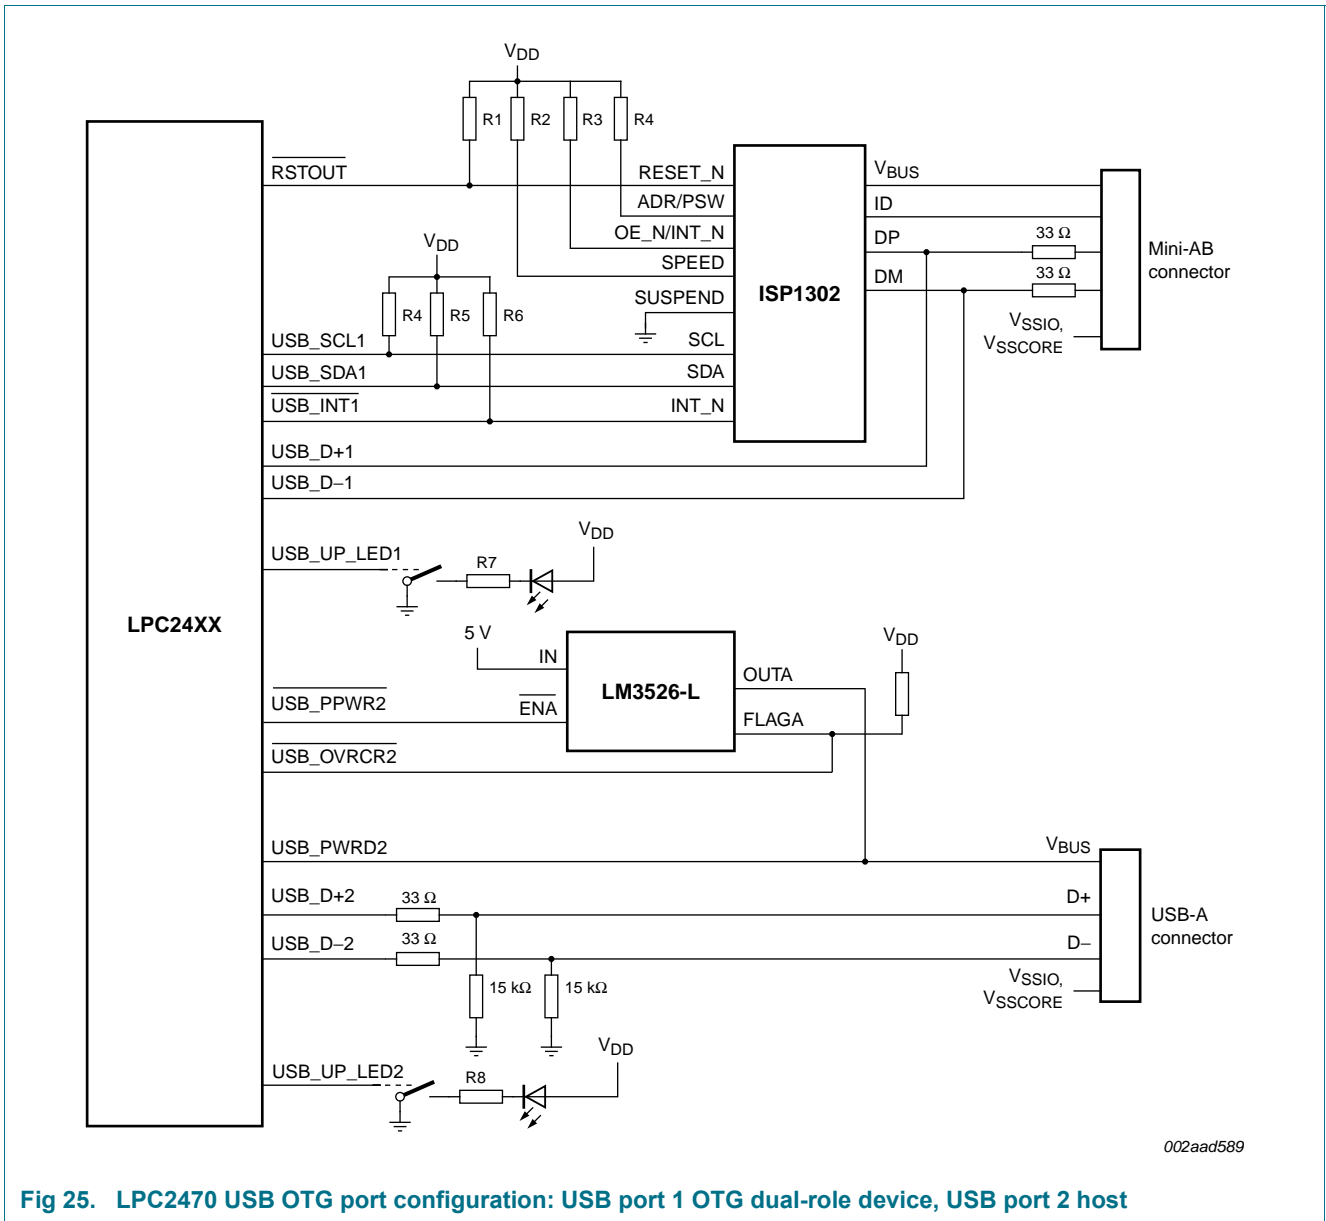 VDD
R1 R2 R3 R4
RSTOUT
RESET_N
ADR/PSW
OE_N/INT_N
SPEED
SUSPEND
VDD
R4 R5 R6
USB_SCL1
SCL
USB_SDA1
SDA
USB_INT1
INT_N
ISP1302
VBUS
ID
DP
33 Ω
DM
33 Ω
VSSIO,
VSSCORE
Mini-AB
connector
USB_D+1
USB_D−1
USB_UP_LED1
R7
VDD
LPC24XX
5 V
IN
LM3526-L
OUTA
VDD
USB_PPWR2
ENA
FLAGA
USB_OVRCR2
USB_PWRD2
VBUS
USB_D+2
33 Ω
D+
USB_D−2
33 Ω
D−
USB-A
connector
15 kΩ
15 kΩ
VSSIO,
VSSCORE
USB_UP_LED2
R8
VDD
002aad589
Fig 25. LPC2470 USB OTG port configuration: USB port 1 OTG dual-role device, USB port 2 host